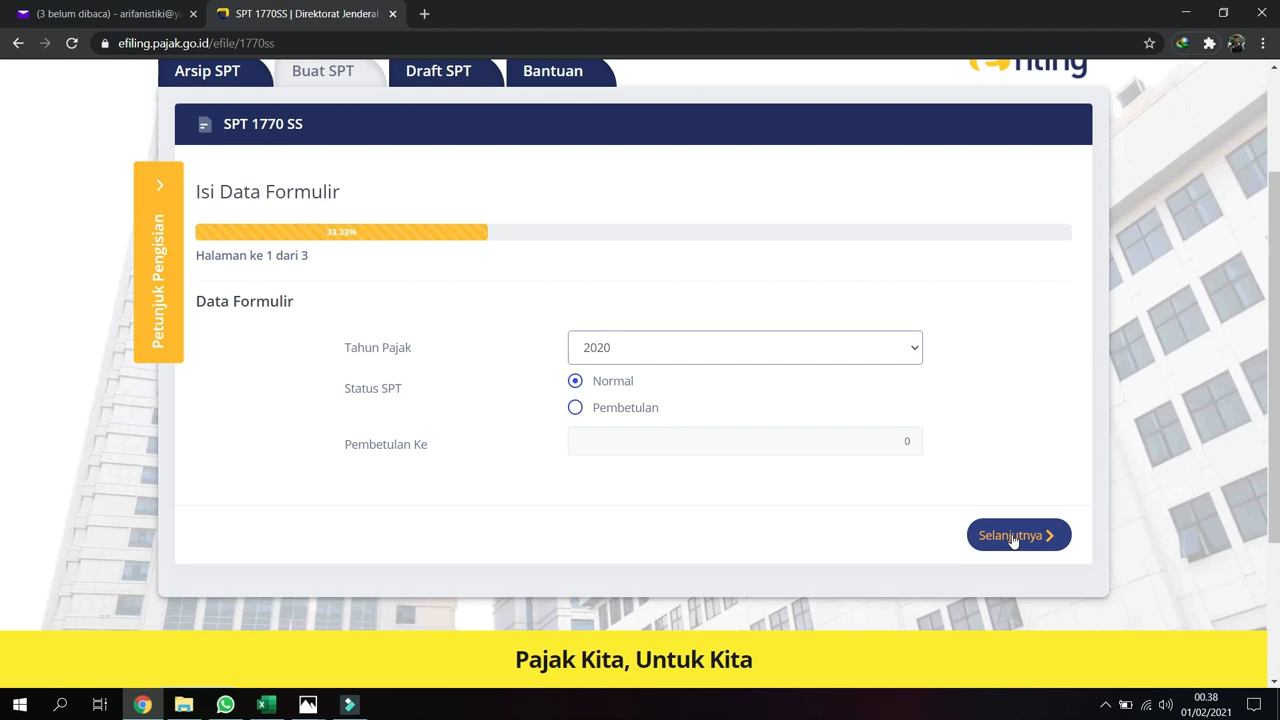 (3 belum dibaca) - arifanistiki@ya
SPT 1770SS | Direktorat Jenderal
efiling.pajak.go.id/efile/1770ss
Arsip SPT
Buat SPT
Draft SPT
Bantuan
SPT 1770 SS
Petunjuk Pengisian
Isi Data Formulir
33.33%
Halaman ke 1 dari 3
Data Formulir
Tahun Pajak
2020
Status SPT
Normal
Pembetulan
Pembetulan Ke
0
Selanjutnya
Pajak Kita, Untuk Kita
00.38
01/02/2021